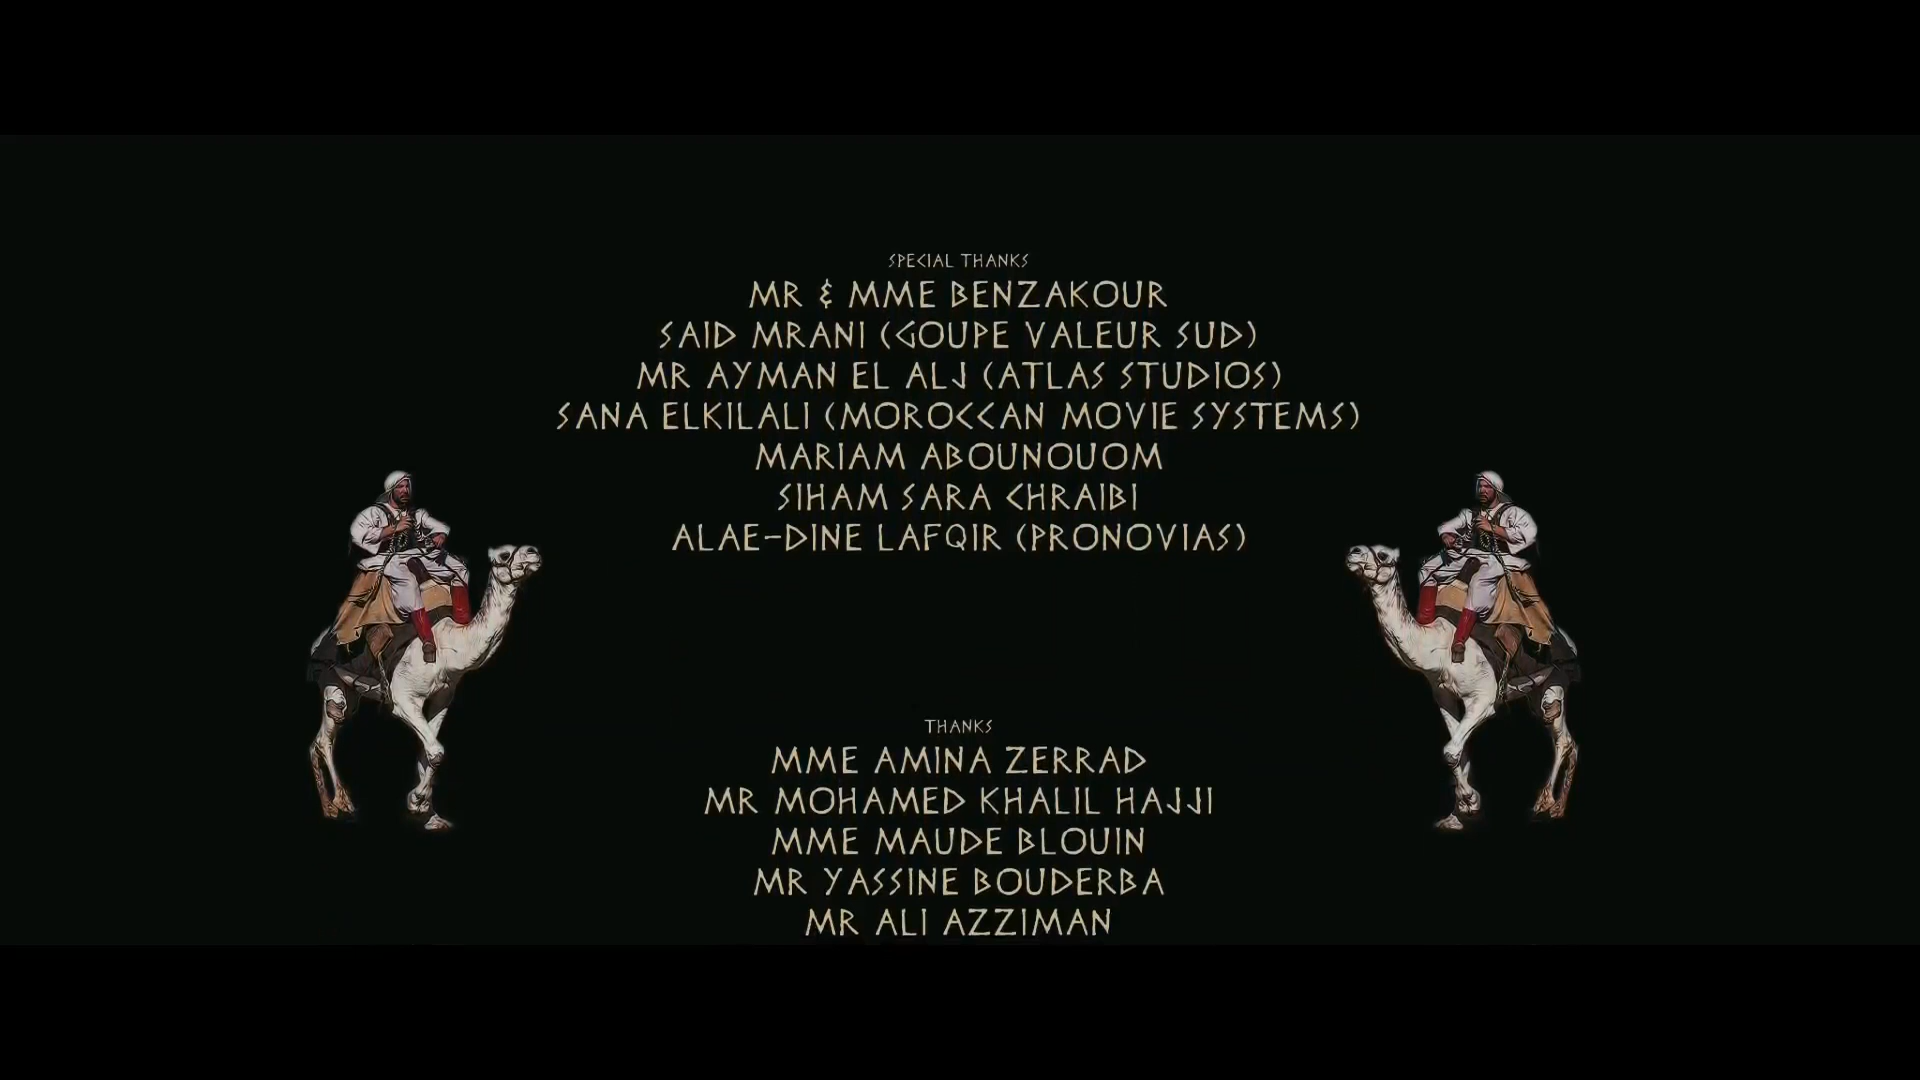 SPECIAL THANKS
MR & MME BENZAKOUR
SAID MRANI (GOUPE VALEUR SUD)
MR AYMAN EL ALJ (ATLAS STUDIOS)
SANA ELKILALI (MOROCCAN MOVIE SYSTEMS)
MARIAM ABOUNOUOM
SIHAM SARA CHRAIBI
ALAE-DINE LAFQIR (PRONOVIAS)
THANKS
MME AMINA ZERRAD
MR MOHAMED KHALIL HAJJI
MME MAUDE BLOUIN
MR YASSINE BOUDERBA
MR ALI AZZIMAN